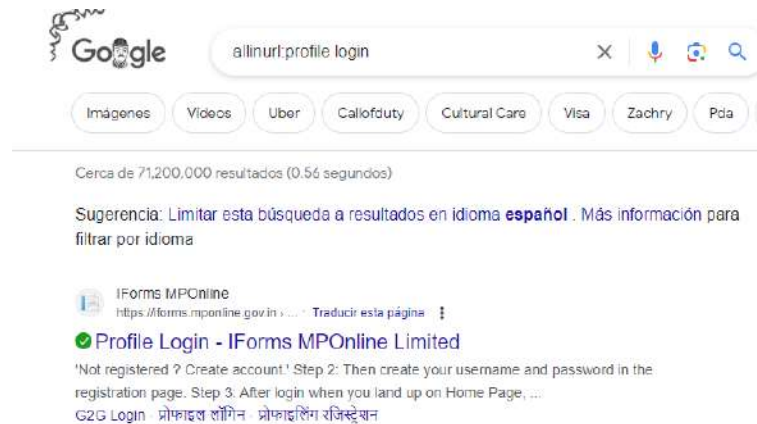 Google
allinurl:profile login
Imágenes Vídeos Uber Callofduty Cultural Care Visa Zachry Pda
Cerca de 71,200,000 resultados (0.56 segundos)
Sugerencia: Limitar esta búsqueda a resultados en idioma español . Más información para
filtrar por idioma
IForms MPOnline
https://iforms.mponline.gov.in › ... · Traducir esta página
Profile Login - IForms MPOnline Limited
'Not registered ? Create account.' Step 2: Then create your username and password in the
registration page. Step 3: After login when you land up on Home Page, ...
G2G Login · प्रोफाइल लॉगिन · प्रोफाइलिंग रजिस्ट्रेशन